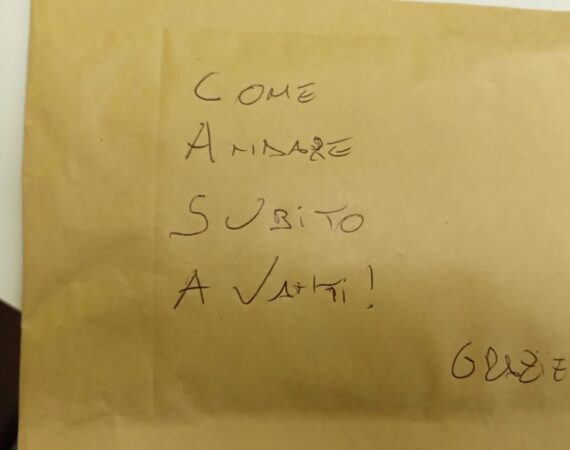 COME
ANDARE
SUBITO
A VANTI!
GRAZIE